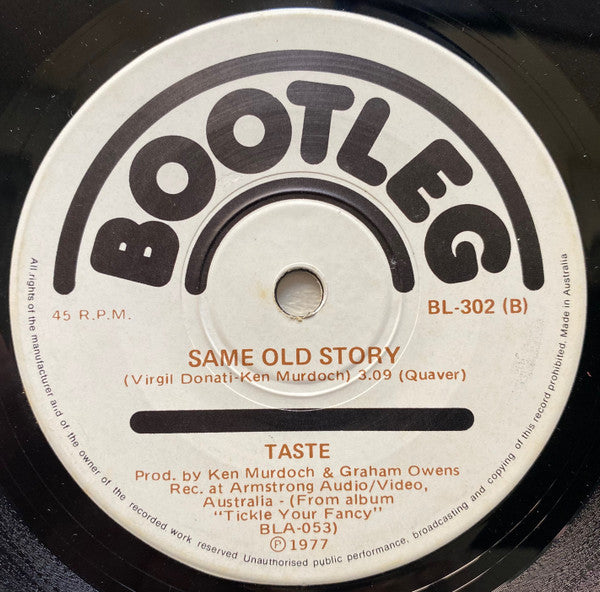 BOOTLEG
45 R.P.M.
BL-302 (B)
SAME OLD STORY
(Virgil Donati-Ken Murdoch) 3.09 (Quaver)
TASTE
Prod. by Ken Murdoch & Graham Owens
Rec. at Armstrong Audio/Video,
Australia - (From album
"Tickle Your Fancy"
BLA-053)
Ⓟ 1977
All rights of the manufacturer and of the owner of the recorded work reserved Unauthorised public performance, broadcasting and copying of this record prohibited. Made in Australia